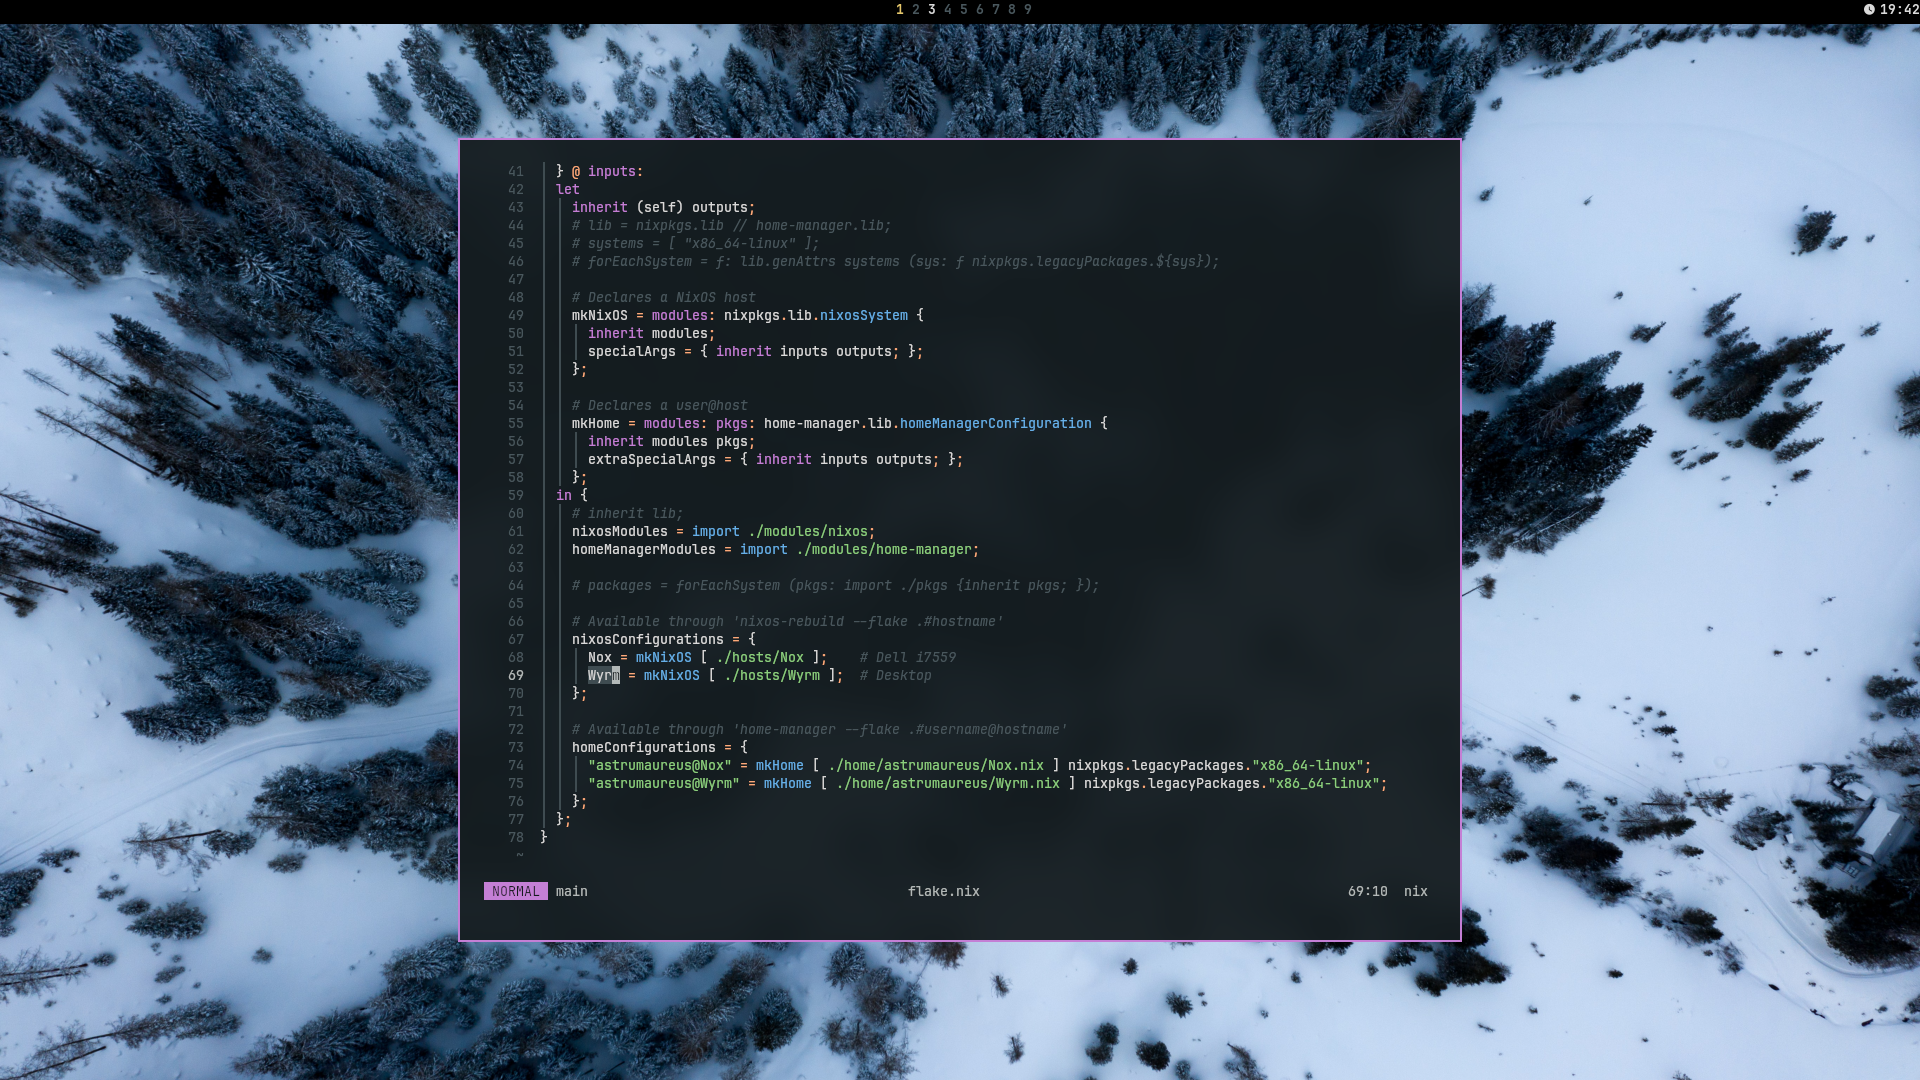 1 2 3 4 5 6 7 8 9
19:42
41 } @ inputs:
42 let
43 inherit (self) outputs;
44 # lib = nixpkgs.lib // home-manager.lib;
45 # systems = [ "x86_64-linux" ];
46 # forEachSystem = f: lib.genAttrs systems (sys: f nixpkgs.legacyPackages.${sys});
47
48 # Declares a NixOS host
49 mkNixOS = modules: nixpkgs.lib.nixosSystem {
50 inherit modules;
51 specialArgs = { inherit inputs outputs; };
52 };
53
54 # Declares a user@host
55 mkHome = modules: pkgs: home-manager.lib.homeManagerConfiguration {
56 inherit modules pkgs;
57 extraSpecialArgs = { inherit inputs outputs; };
58 };
59 in {
60 # inherit lib;
61 nixosModules = import ./modules/nixos;
62 homeManagerModules = import ./modules/home-manager;
63
64 # packages = forEachSystem (pkgs: import ./pkgs {inherit pkgs; });
65
66 # Available through 'nixos-rebuild --flake .#hostname'
67 nixosConfigurations = {
68 Nox = mkNixOS [ ./hosts/Nox ]; # Dell i7559
69 Wyrm = mkNixOS [ ./hosts/Wyrm ]; # Desktop
70 };
71
72 # Available through 'home-manager --flake .#username@hostname'
73 homeConfigurations = {
74 "astrumaureus@Nox" = mkHome [ ./home/astrumaureus/Nox.nix ] nixpkgs.legacyPackages."x86_64-linux";
75 "astrumaureus@Wyrm" = mkHome [ ./home/astrumaureus/Wyrm.nix ] nixpkgs.legacyPackages."x86_64-linux";
76 };
77 };
78 }
~
NORMAL main flake.nix 69:10 nix